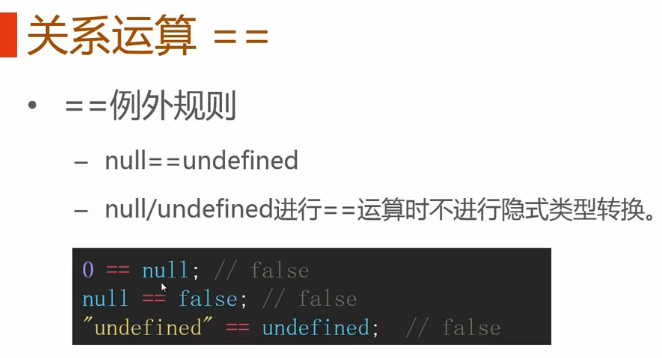 关系运算 ==
• ==例外规则
– null==undefined
– null/undefined进行==运算时不进行隐式类型转换。
0 == null; // false
null == false; // false
"undefined" == undefined; // false